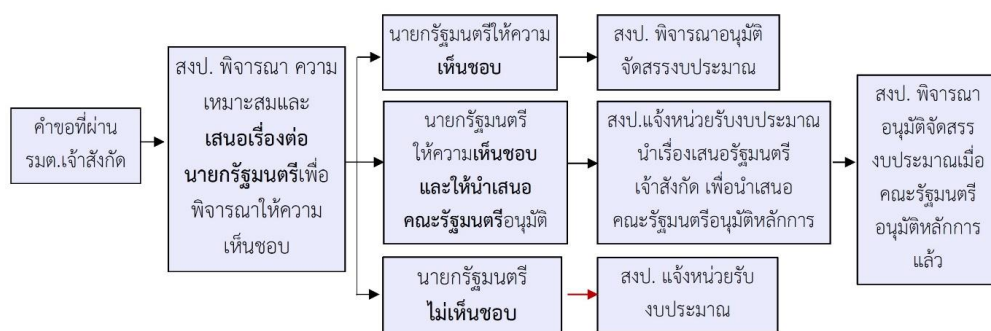 คำขอที่ผ่าน
รมต.เจ้าสังกัด
สงป. พิจารณา ความ
เหมาะสมและ
เสนอเรื่องต่อ
นายกรัฐมนตรีเพื่อ
พิจารณาให้ความ
เห็นชอบ
นายกรัฐมนตรีให้ความ
เห็นชอบ
สงป. พิจารณาอนุมัติ
จัดสรรงบประมาณ
นายกรัฐมนตรี
ให้ความเห็นชอบ
และให้นำเสนอ
คณะรัฐมนตรีอนุมัติ
สงป.แจ้งหน่วยรับงบประมาณ
นำเรื่องเสนอรัฐมนตรี
เจ้าสังกัด เพื่อนำเสนอ
คณะรัฐมนตรีอนุมัติหลักการ
สงป. พิจารณา
อนุมัติจัดสรร
งบประมาณเมื่อ
คณะรัฐมนตรี
อนุมัติหลักการ
แล้ว
นายกรัฐมนตรี
ไม่เห็นชอบ
สงป. แจ้งหน่วยรับ
งบประมาณ